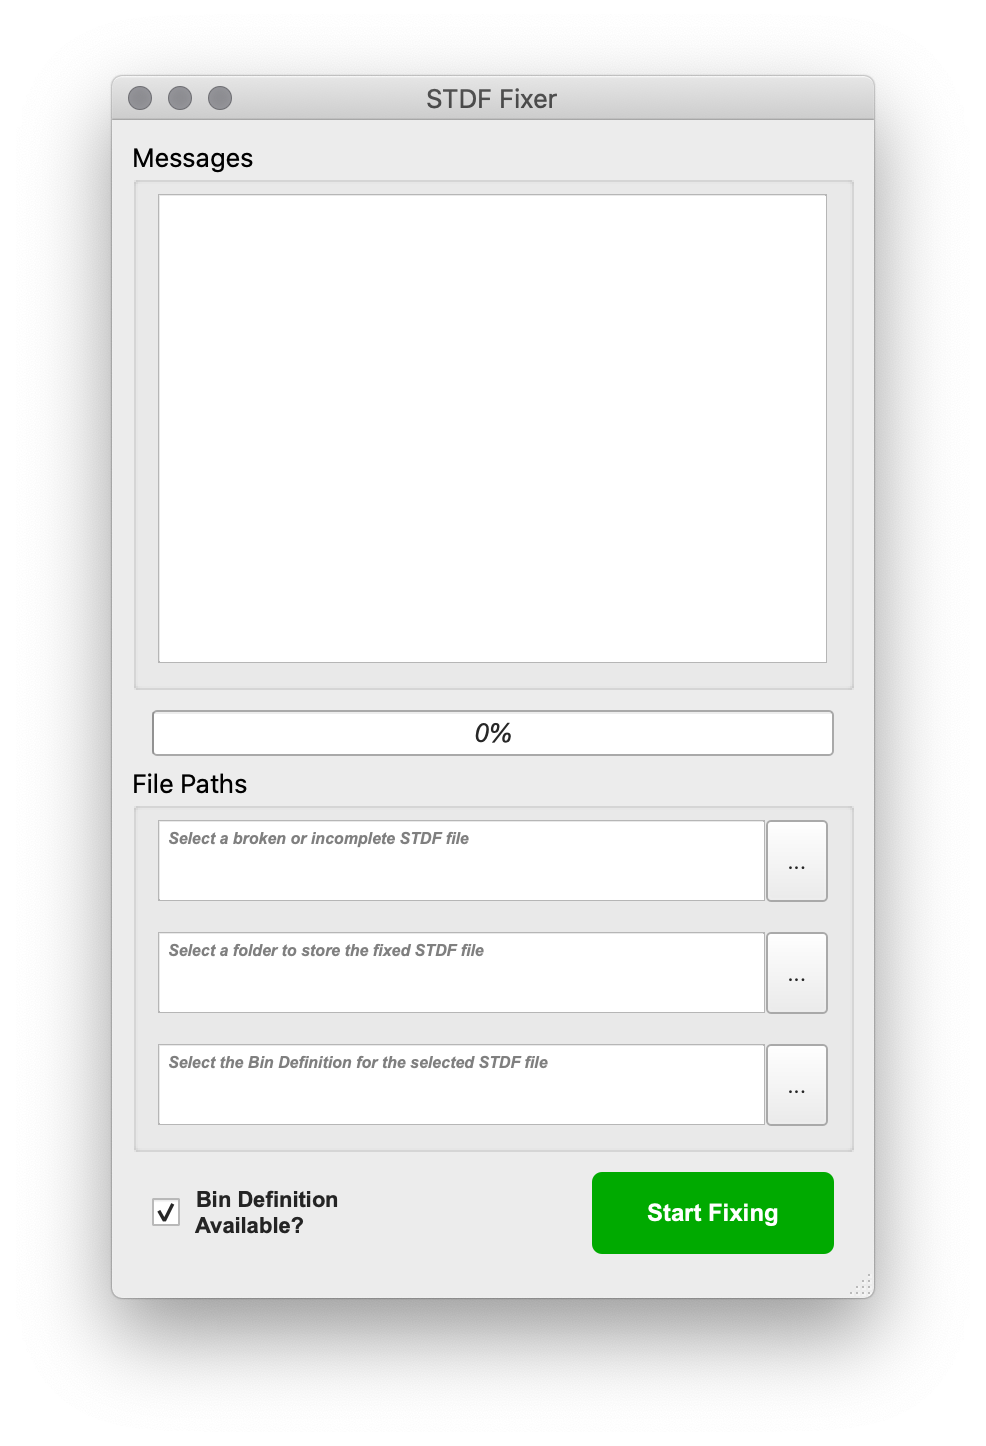 STDF Fixer
Messages
0%
File Paths
Select a broken or incomplete STDF file
...
Select a folder to store the fixed STDF file
...
Select the Bin Definition for the selected STDF file
...
Bin Definition
Available?
Start Fixing